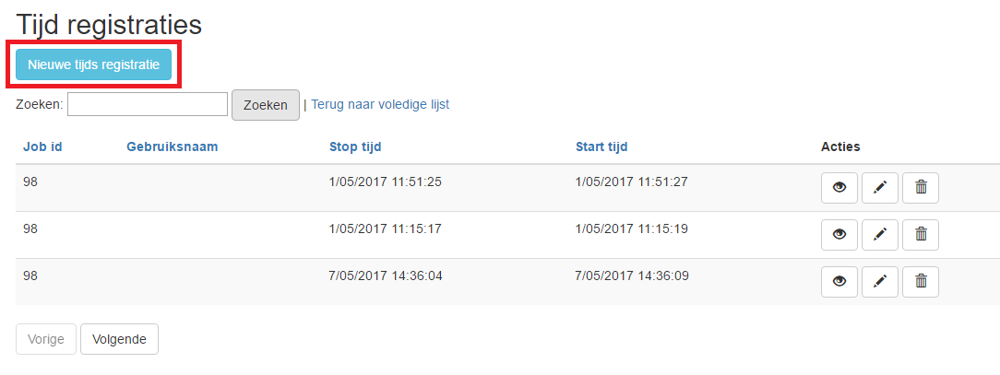 Tijd registraties
Nieuwe tijds registratie
Zoeken: Zoeken | Terug naar voledige lijst
Job id Gebruiksnaam Stop tijd Start tijd Acties
98 1/05/2017 11:51:25 1/05/2017 11:51:27
98 1/05/2017 11:15:17 1/05/2017 11:15:19
98 7/05/2017 14:36:04 7/05/2017 14:36:09
Vorige Volgende